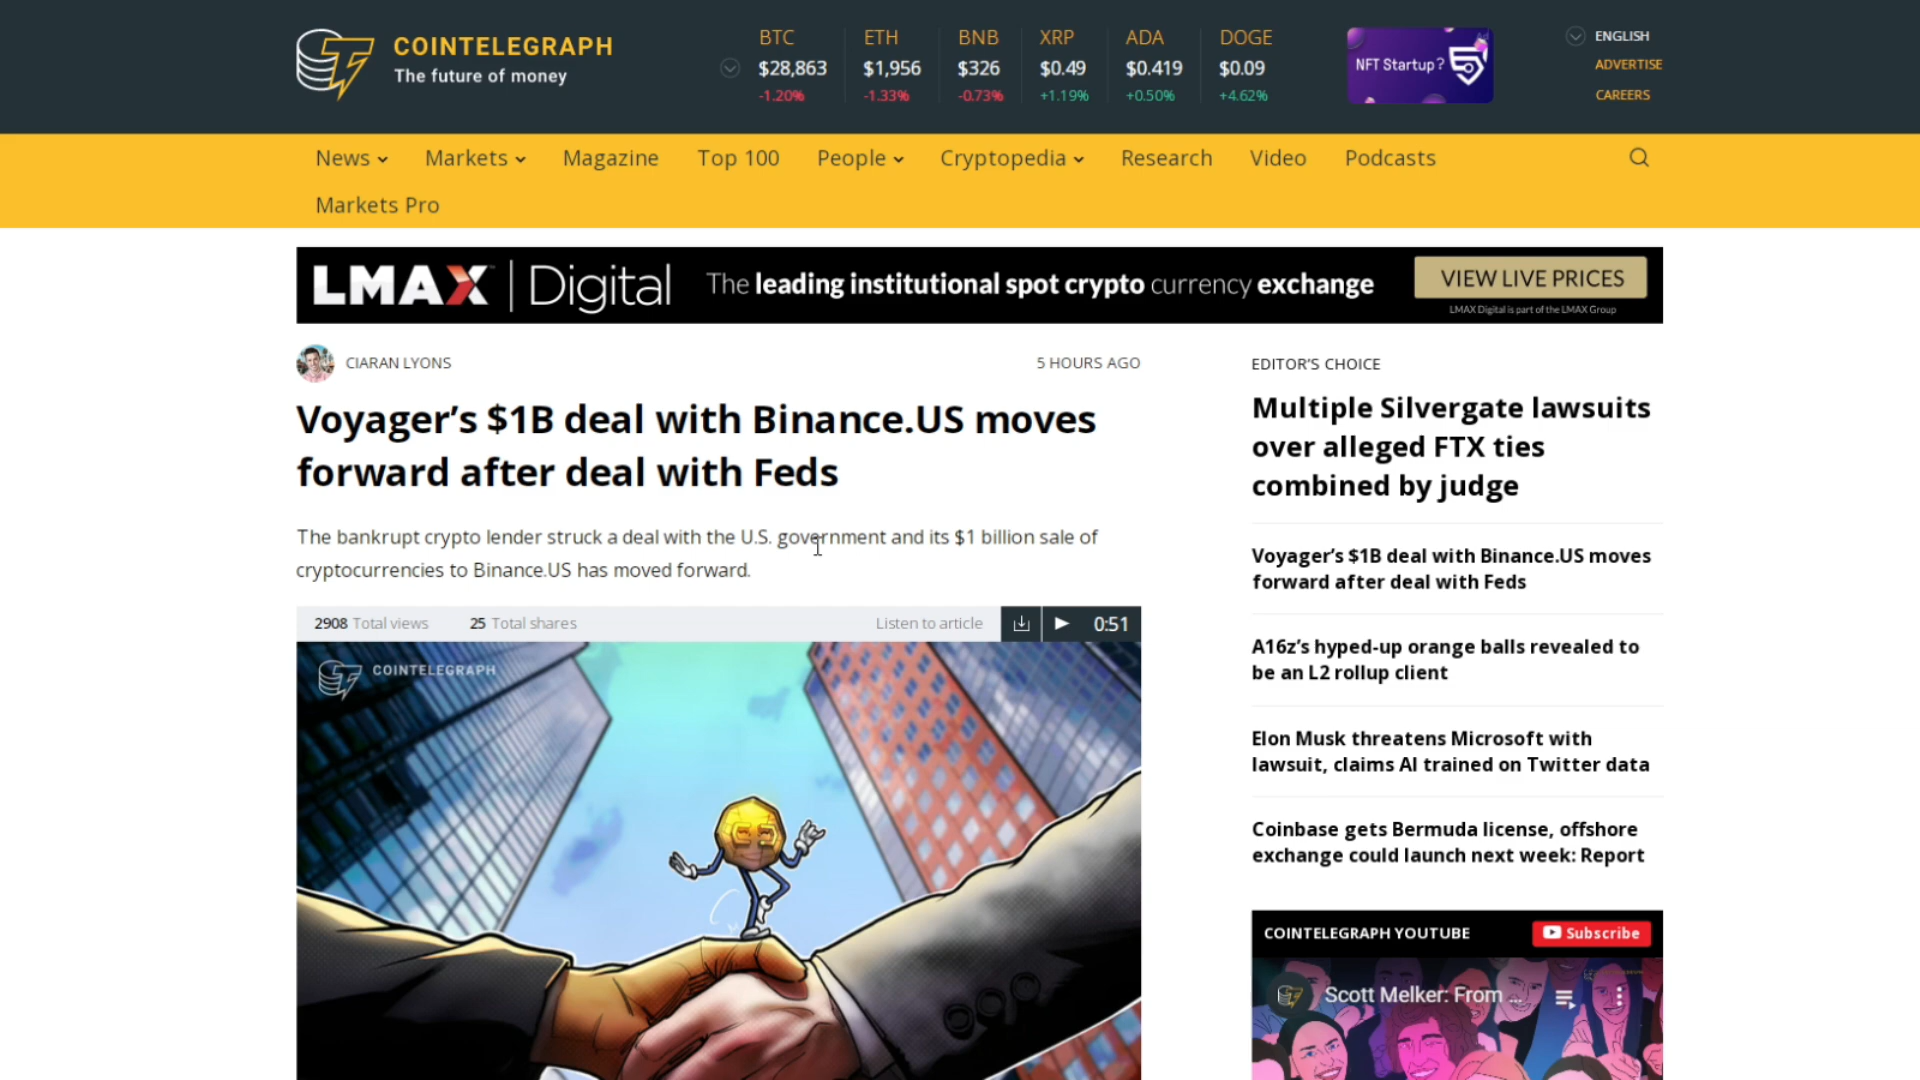 COINTELEGRAPH
The future of money
BTC
$28,863
-1.20%
ETH
$1,956
-1.33%
BNB
$326
-0.73%
XRP
$0.49
+1.19%
ADA
$0.419
+0.50%
DOGE
$0.09
+4.62%
NFT Startup?
ENGLISH
ADVERTISE
CAREERS
News
Markets
Magazine
Top 100
People
Cryptopedia
Research
Video
Podcasts
Markets Pro
LMAX Digital
The leading institutional spot crypto currency exchange
VIEW LIVE PRICES
LMAX Digital is part of the LMAX Group
CIARAN LYONS
5 HOURS AGO
Voyager’s $1B deal with Binance.US moves
forward after deal with Feds
The bankrupt crypto lender struck a deal with the U.S. government and its $1 billion sale of
cryptocurrencies to Binance.US has moved forward.
2908 Total views
25 Total shares
Listen to article
0:51
COINTELEGRAPH
EDITOR’S CHOICE
Multiple Silvergate lawsuits
over alleged FTX ties
combined by judge
Voyager’s $1B deal with Binance.US moves
forward after deal with Feds
A16z’s hyped-up orange balls revealed to
be an L2 rollup client
Elon Musk threatens Microsoft with
lawsuit, claims AI trained on Twitter data
Coinbase gets Bermuda license, offshore
exchange could launch next week: Report
COINTELEGRAPH YOUTUBE
Subscribe
Scott Melker: From ...